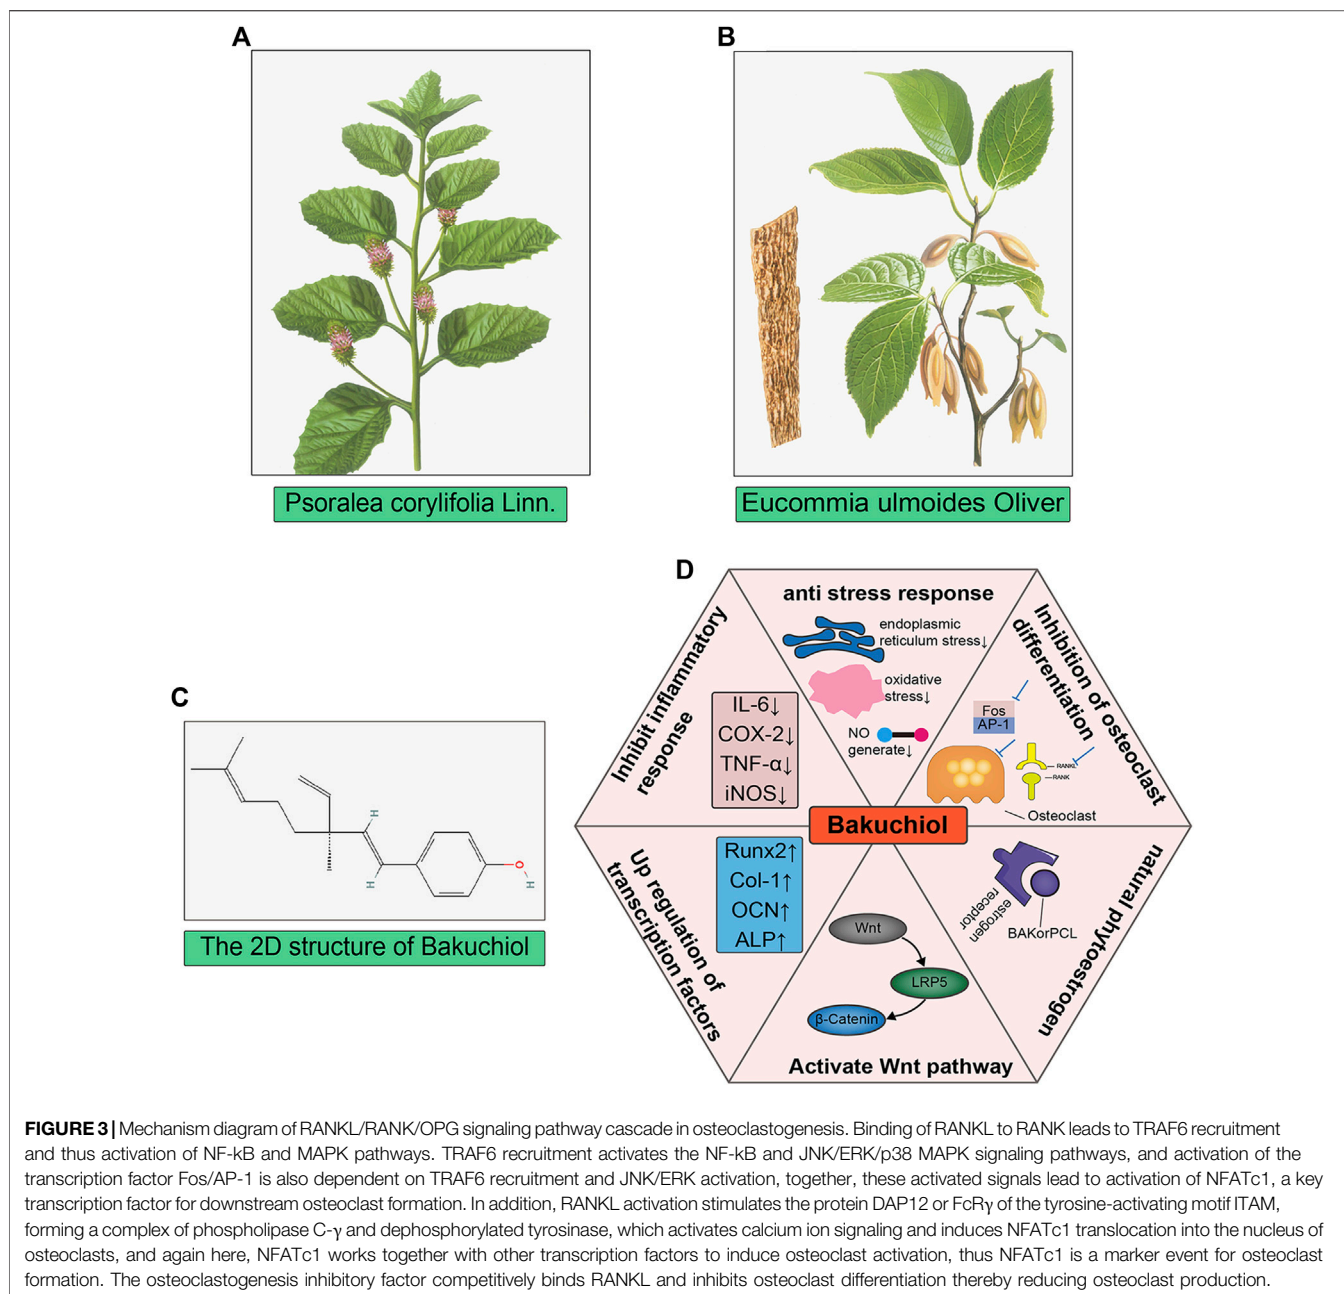 A
B
Psoralea corylifolia Linn.
Eucommia ulmoides Oliver
C
H
H
O
H
The 2D structure of Bakuchiol
D
anti stress response
endoplasmic
reticulum stress↓
oxidative
stress↓
NO
generate↓
Inhibit inflammatory
response
IL-6↓
COX-2↓
TNF-α↓
iNOS↓
Inhibition of osteoclast
differentiation
Fos
AP-1
RANKL
RANK
Osteoclast
Bakuchiol
Up regulation of
transcription factors
Runx2↑
Col-1↑
OCN↑
ALP↑
Wnt
LRP5
β-Catenin
Activate Wnt pathway
natural phytoestrogen
estrogen
receptor
BAKorPCL
FIGURE 3 | Mechanism diagram of RANKL/RANK/OPG signaling pathway cascade in osteoclastogenesis. Binding of RANKL to RANK leads to TRAF6 recruitment
and thus activation of NF-kB and MAPK pathways. TRAF6 recruitment activates the NF-kB and JNK/ERK/p38 MAPK signaling pathways, and activation of the
transcription factor Fos/AP-1 is also dependent on TRAF6 recruitment and JNK/ERK activation, together, these activated signals lead to activation of NFATc1, a key
transcription factor for downstream osteoclast formation. In addition, RANKL activation stimulates the protein DAP12 or FcRγ of the tyrosine-activating motif ITAM,
forming a complex of phospholipase C-γ and dephosphorylated tyrosinase, which activates calcium ion signaling and induces NFATc1 translocation into the nucleus of
osteoclasts, and again here, NFATc1 works together with other transcription factors to induce osteoclast activation, thus NFATc1 is a marker event for osteoclast
formation. The osteoclastogenesis inhibitory factor competitively binds RANKL and inhibits osteoclast differentiation thereby reducing osteoclast production.